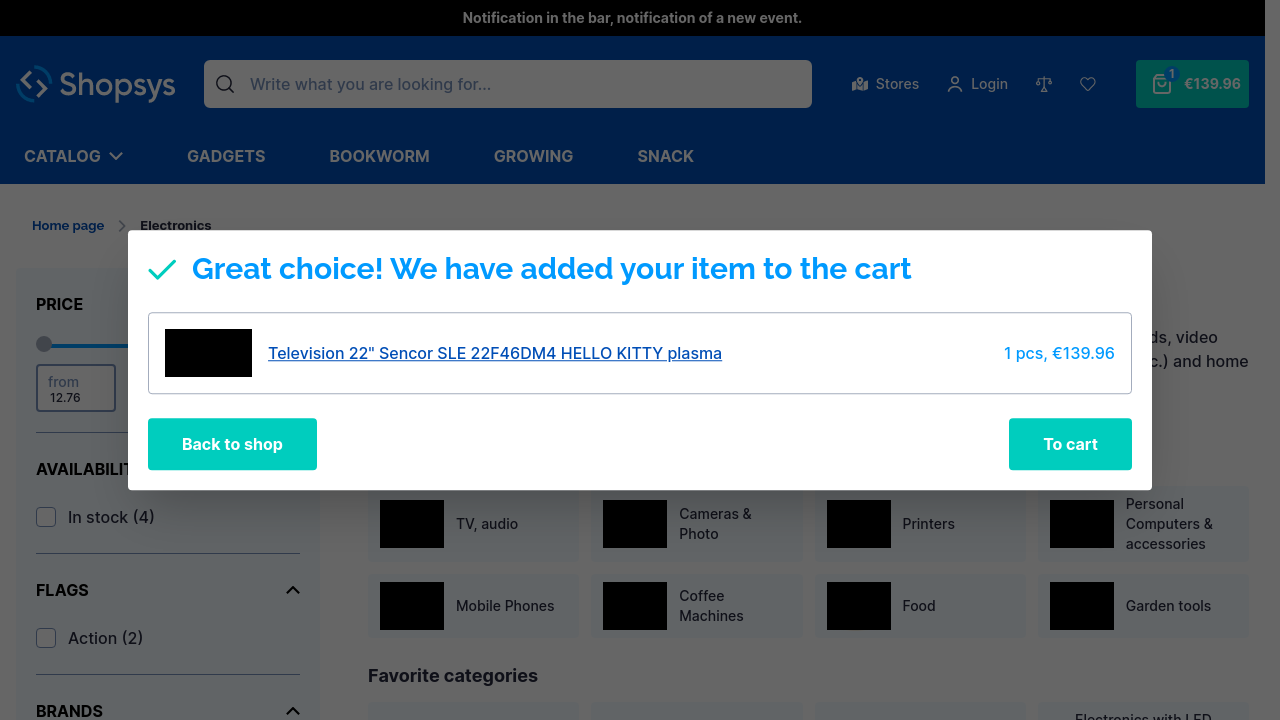 Notification in the bar, notification of a new event.
Shopsys
Write what you are looking for...
Stores
Login
1
€139.96
CATALOG
GADGETS
BOOKWORM
GROWING
SNACK
Home page
Electronics
Great choice! We have added your item to the cart
Television 22" Sencor SLE 22F46DM4 HELLO KITTY plasma
1 pcs, €139.96
Back to shop
To cart
PRICE
from
12.76
ds, video
c.) and home
AVAILABILIT
In stock (4)
FLAGS
Action (2)
BRANDS
TV, audio
Cameras &
Photo
Printers
Personal
Computers &
accessories
Mobile Phones
Coffee
Machines
Food
Garden tools
Favorite categories
Electronics with LED